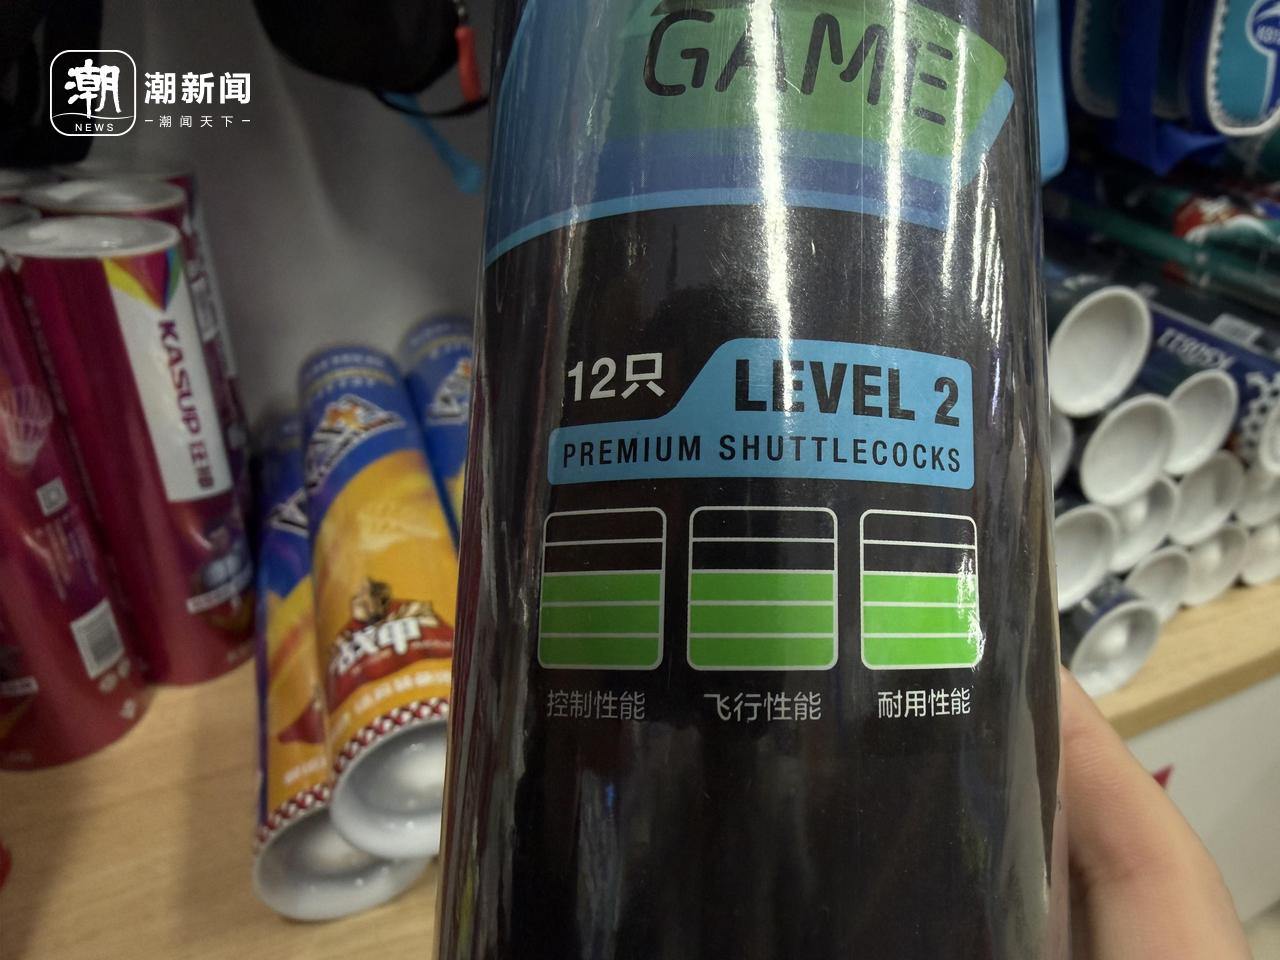 潮
NEWS
潮新闻
潮闻天下
GAME
12只
LEVEL 2
PREMIUM SHUTTLECOCKS
控制性能
飞行性能
耐用性能
KASUP